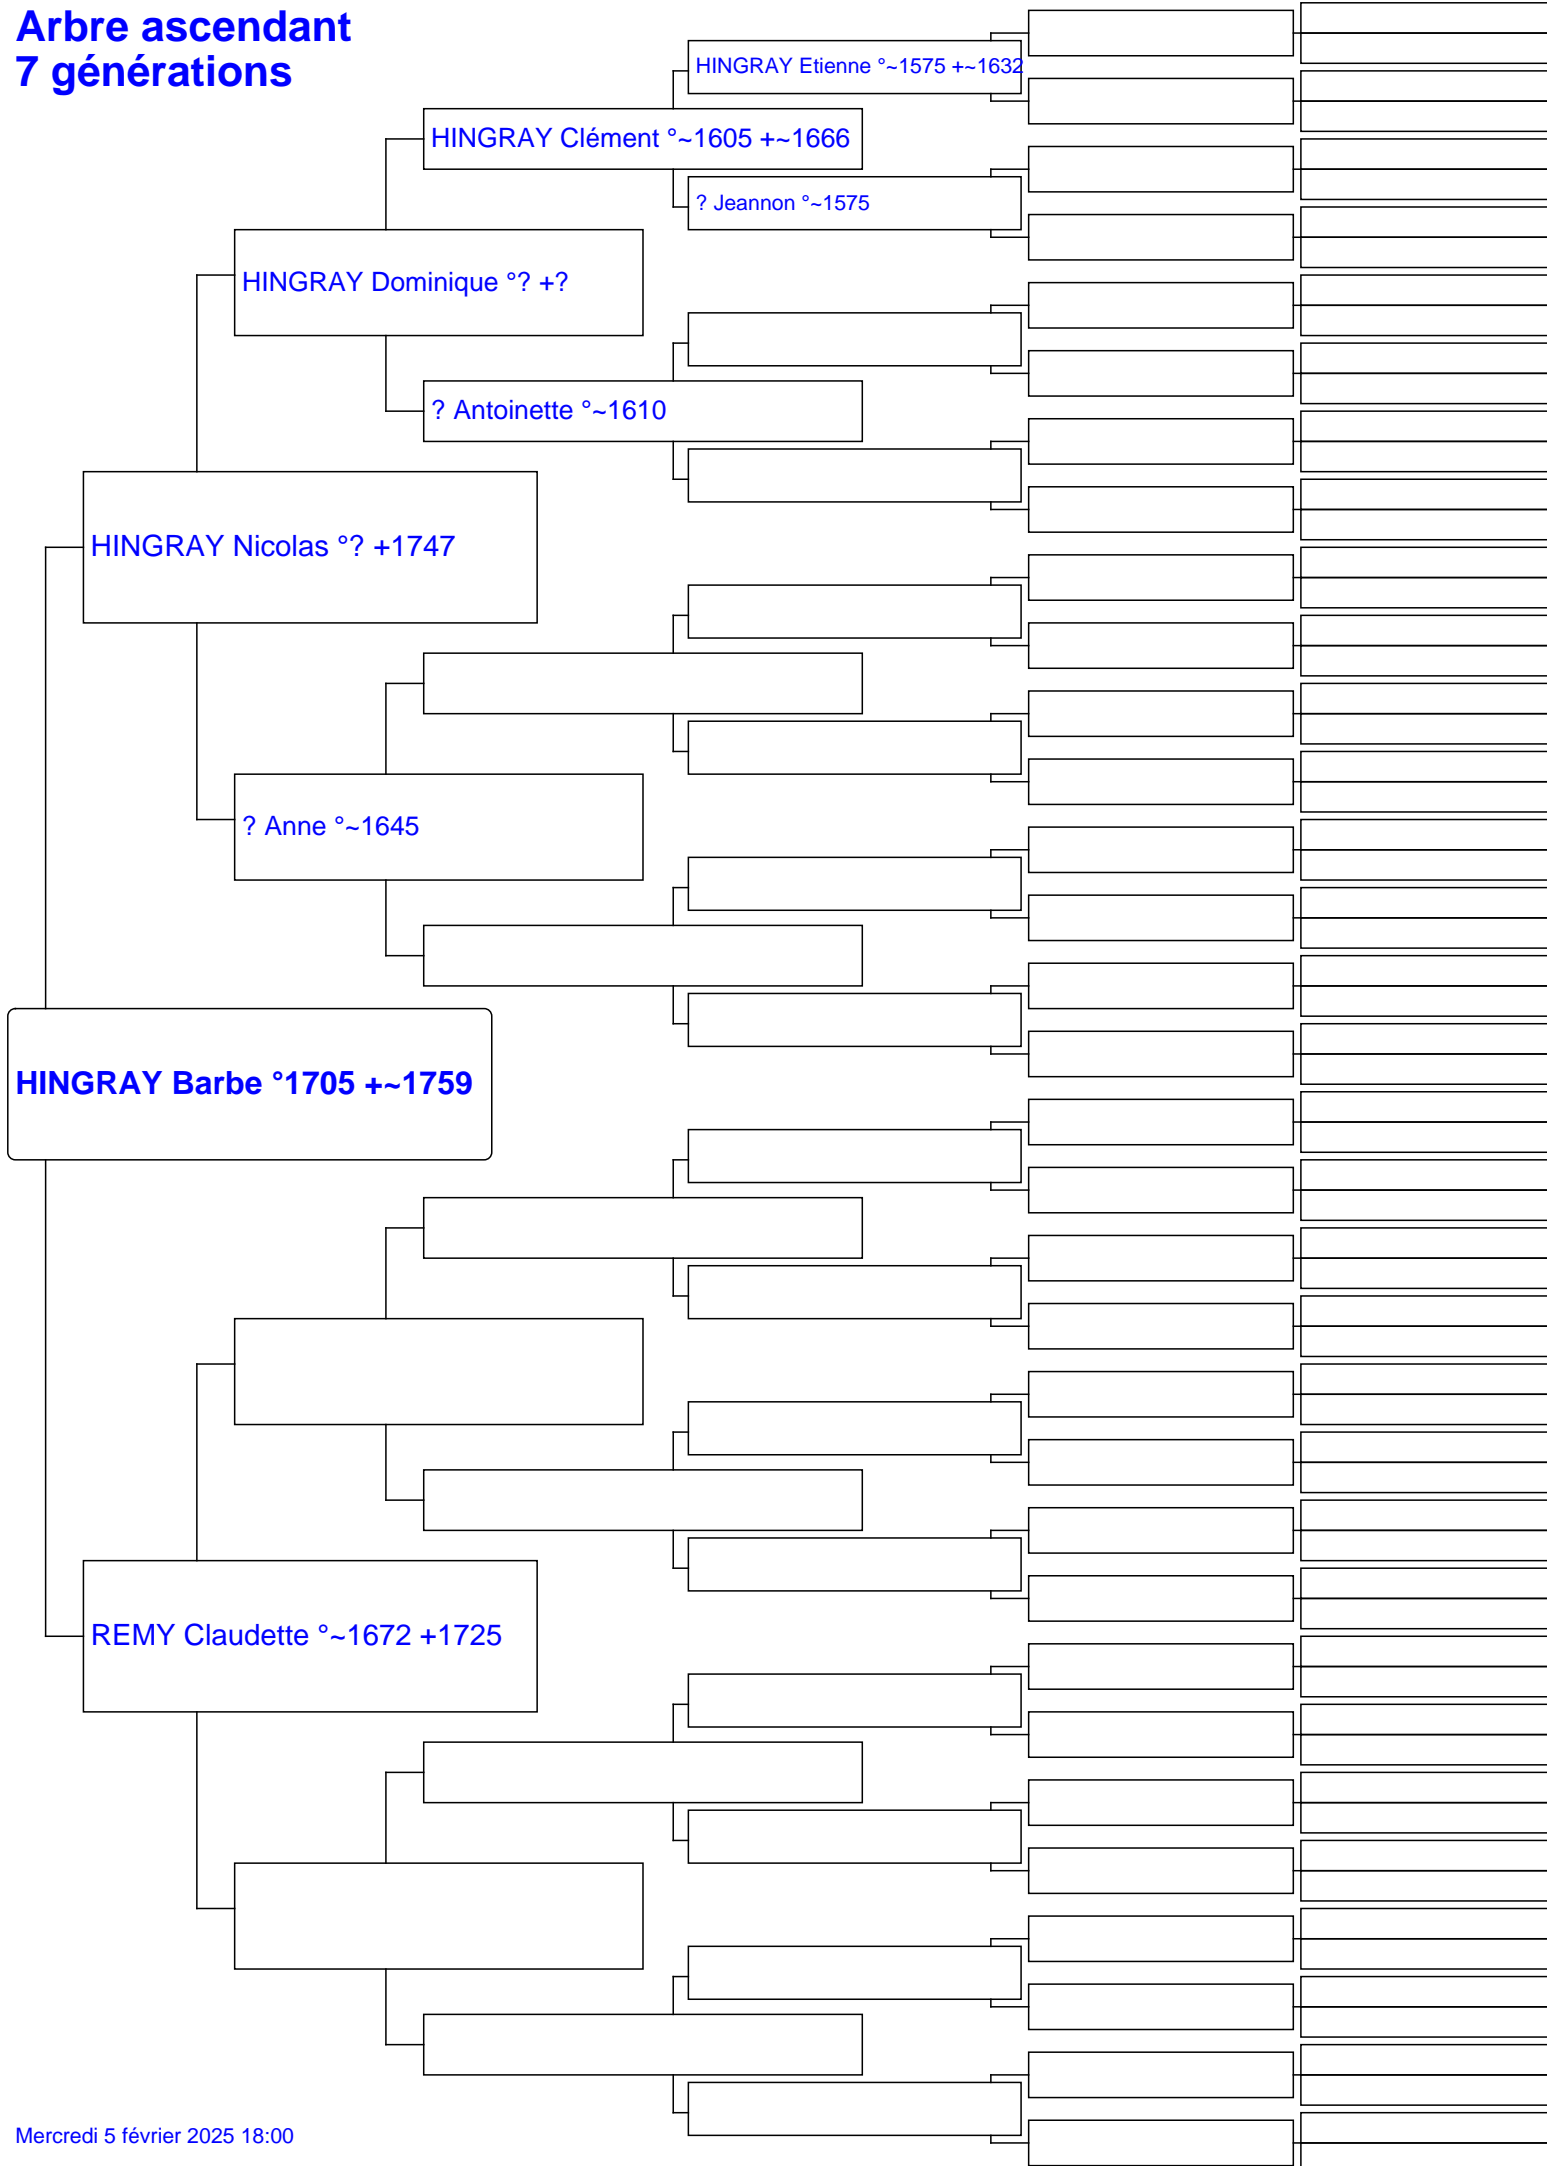 Arbre ascendant
7 générations
HINGRAY Etienne °~1575 +~1632
HINGRAY Clément °~1605 +~1666
? Jeannon °~1575
HINGRAY Dominique °? +?
? Antoinette °~1610
HINGRAY Nicolas °? +1747
? Anne °~1645
HINGRAY Barbe °1705 +~1759
REMY Claudette °~1672 +1725
Mercredi 5 février 2025 18:00